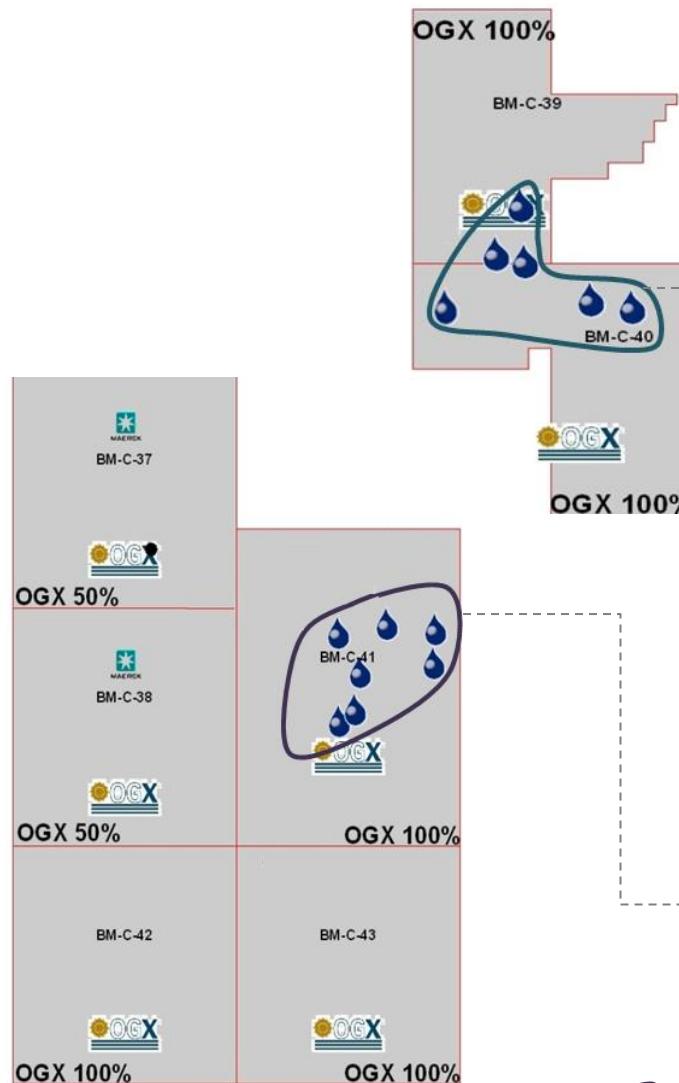 OGX 100%
BM-C-39
OGX
BM-C-40
OGX
OGX 100%
MAERSK
BM-C-37
OGX
OGX 50%
MAERSK
BM-C-38
OGX
OGX 50%
BM-C-41
OGX
OGX 100%
BM-C-42
OGX
OGX 100%
BM-C-43
OGX
OGX 100%